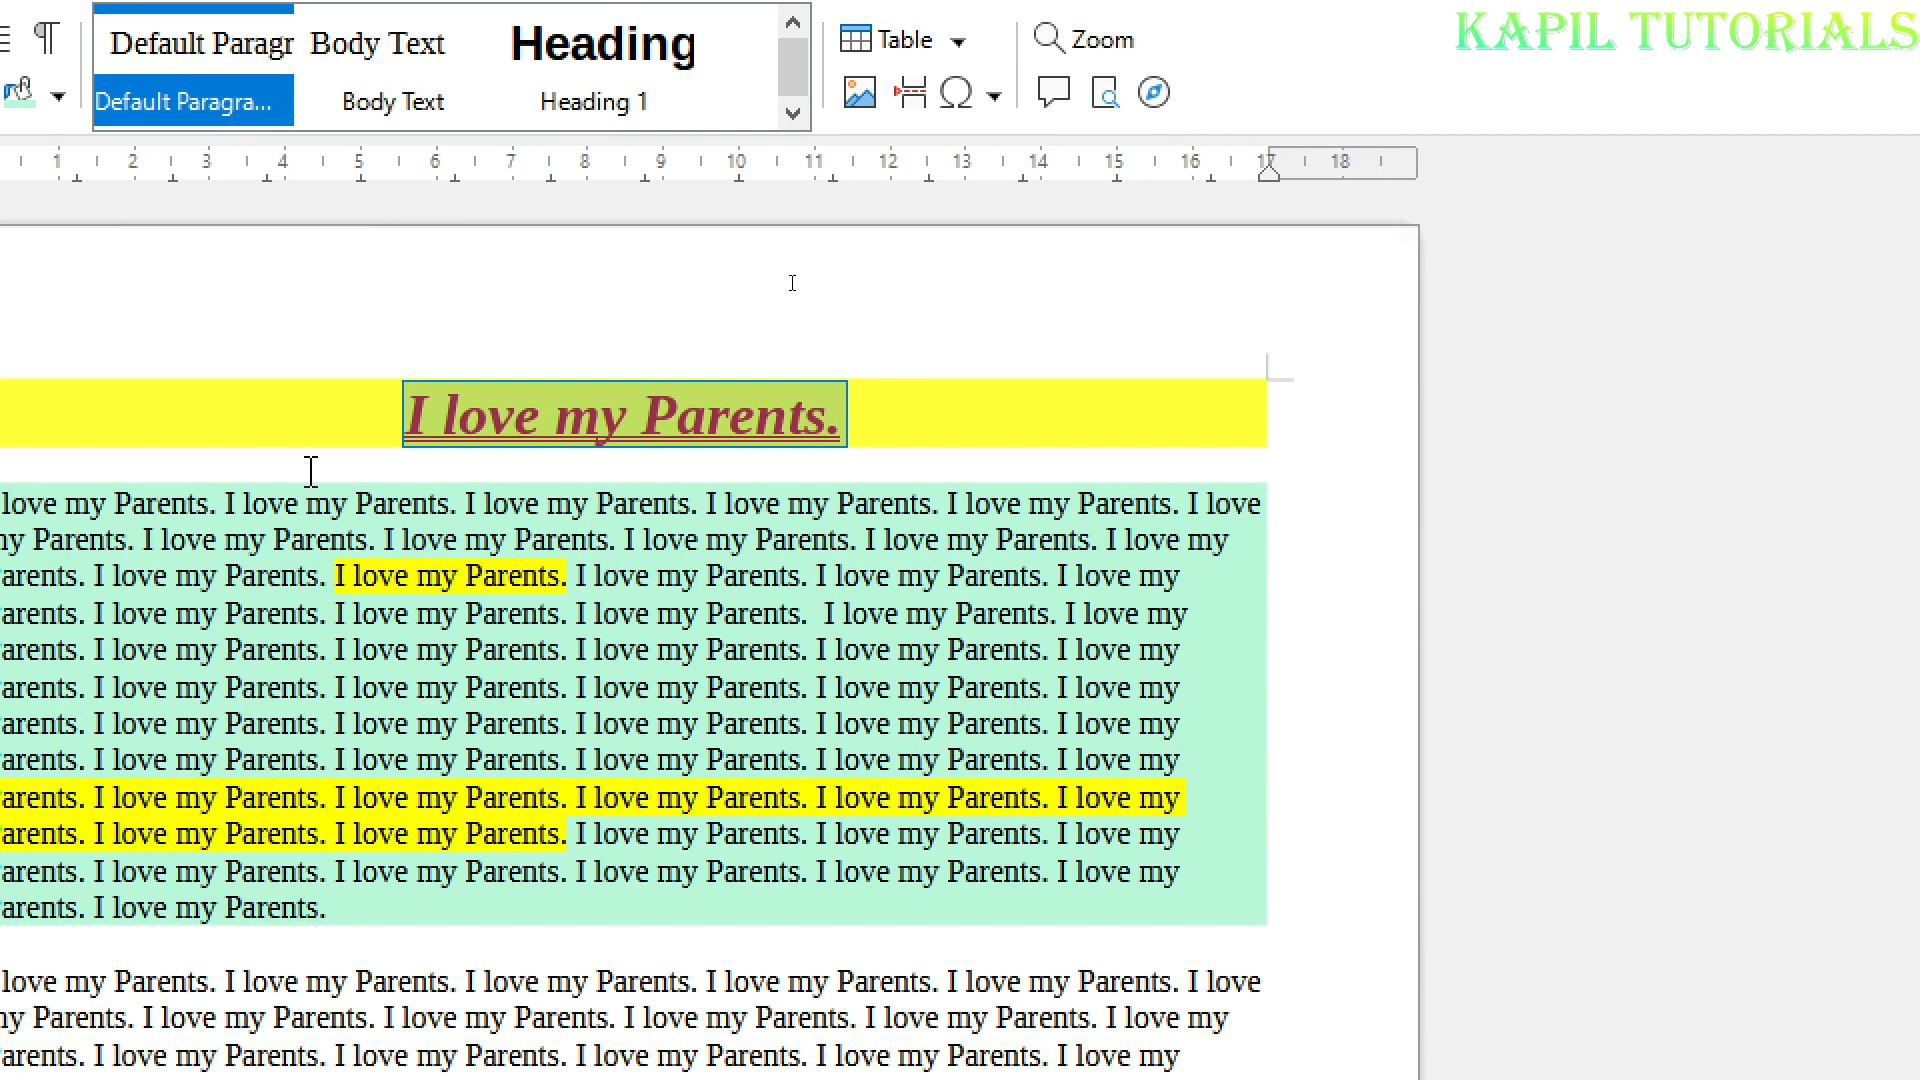 KAPIL TUTORIALS
Default Paragr Body Text Heading Table Zoom
Default Paragra... Body Text Heading 1
1 2 3 4 5 6 7 8 9 10 11 12 13 14 15 16 17 18
I love my Parents.
love my Parents. I love my Parents. I love my Parents. I love my Parents. I love my Parents. I love
my Parents. I love my Parents. I love my Parents. I love my Parents. I love my Parents. I love my
arents. I love my Parents. I love my Parents. I love my Parents. I love my Parents. I love my
arents. I love my Parents. I love my Parents. I love my Parents.  I love my Parents. I love my
arents. I love my Parents. I love my Parents. I love my Parents. I love my Parents. I love my
arents. I love my Parents. I love my Parents. I love my Parents. I love my Parents. I love my
arents. I love my Parents. I love my Parents. I love my Parents. I love my Parents. I love my
arents. I love my Parents. I love my Parents. I love my Parents. I love my Parents. I love my
arents. I love my Parents. I love my Parents. I love my Parents. I love my Parents. I love my
arents. I love my Parents. I love my Parents. I love my Parents. I love my Parents. I love my
arents. I love my Parents. I love my Parents. I love my Parents. I love my Parents. I love my
arents. I love my Parents.
love my Parents. I love my Parents. I love my Parents. I love my Parents. I love my Parents. I love
my Parents. I love my Parents. I love my Parents. I love my Parents. I love my Parents. I love my
arents. I love my Parents. I love my Parents. I love my Parents. I love my Parents. I love my